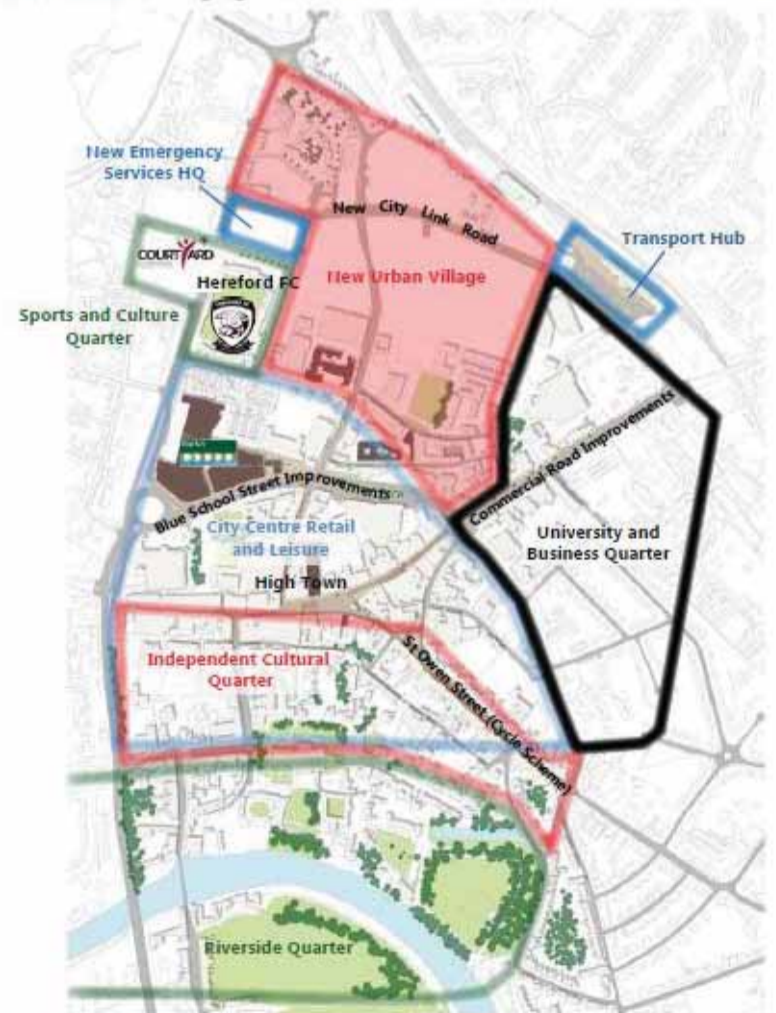 New Emergency
Services HQ
New City Link Road
Transport Hub
COURTYARD
Hereford FC
New Urban Village
Sports and Culture
Quarter
Commercial Road Improvements
Blue School Street Improvements
City Centre Retail
and Leisure
University and
Business Quarter
High Town
St Owen Street (Cycle Scheme)
Independent Cultural
Quarter
Riverside Quarter